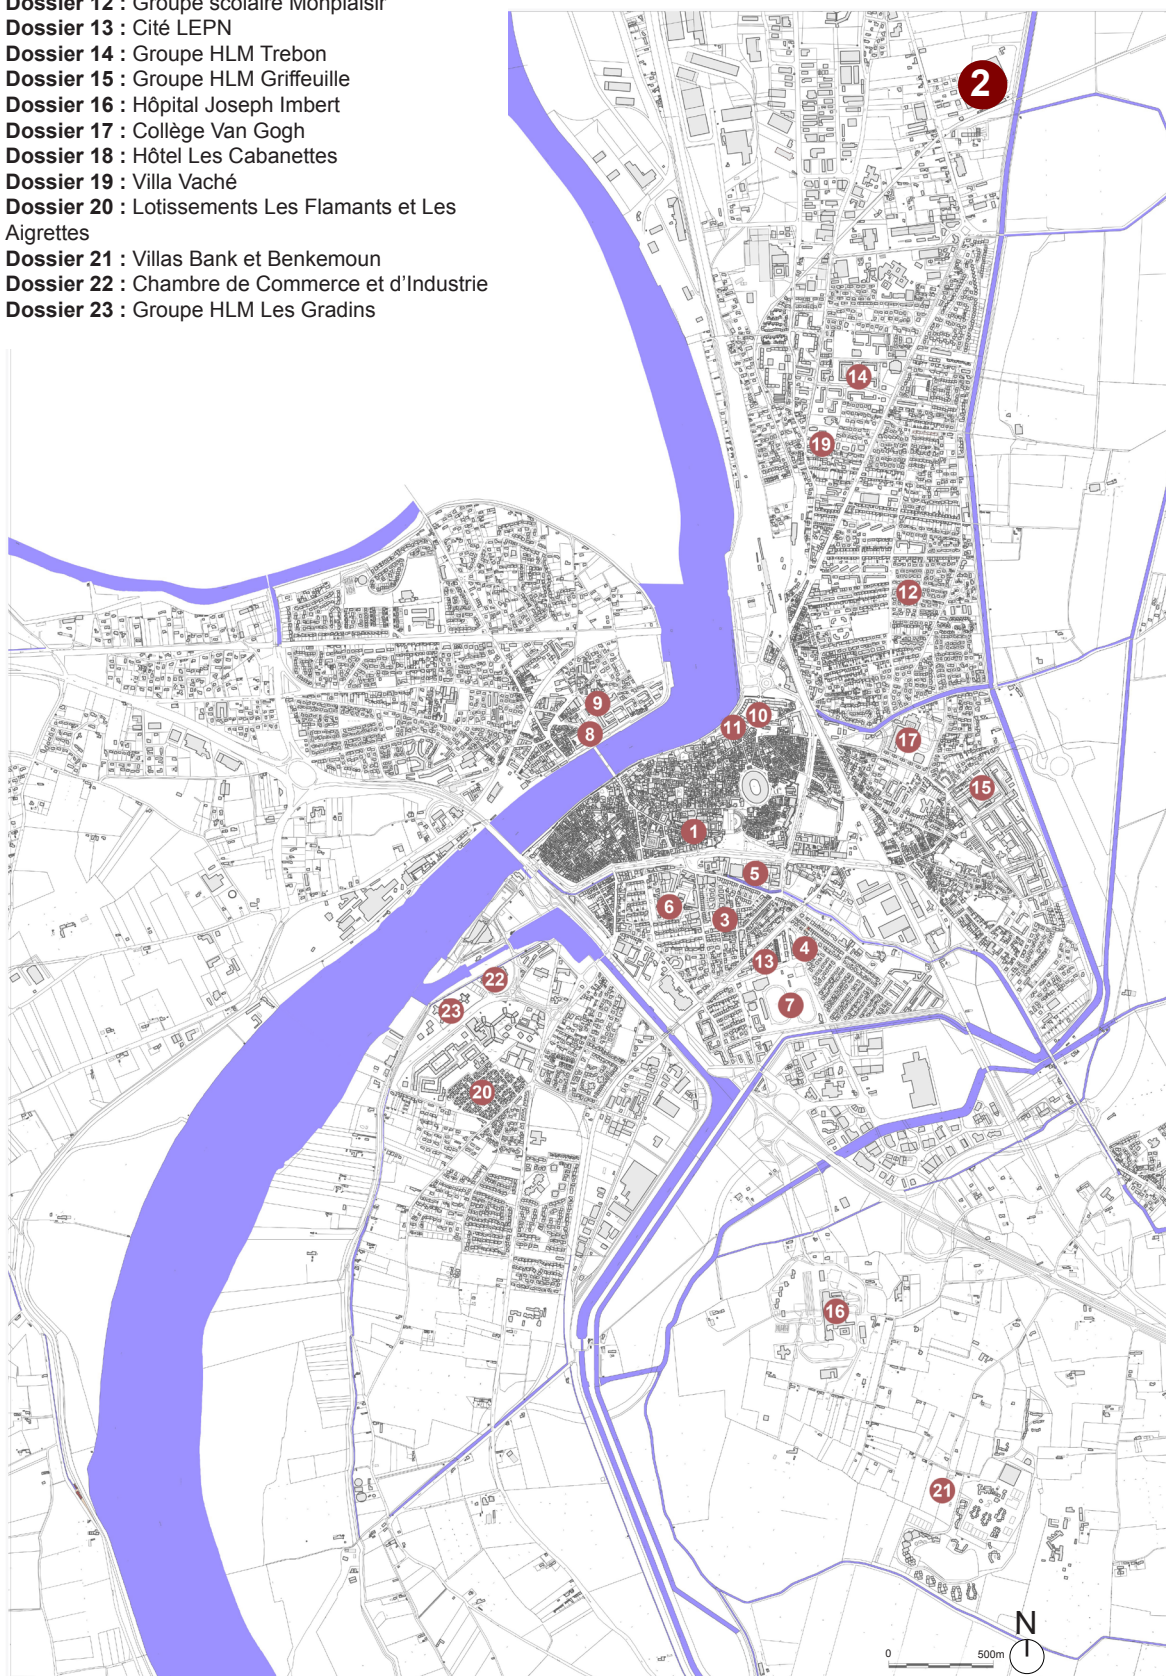 Dossier 12 : Groupe scolaire Monplaisir
Dossier 13 : Cité LEPN
Dossier 14 : Groupe HLM Trebon
Dossier 15 : Groupe HLM Griffeuille
Dossier 16 : Hôpital Joseph Imbert
Dossier 17 : Collège Van Gogh
Dossier 18 : Hôtel Les Cabanettes
Dossier 19 : Villa Vaché
Dossier 20 : Lotissements Les Flamants et Les
Aigrettes
Dossier 21 : Villas Bank et Benkemoun
Dossier 22 : Chambre de Commerce et d'Industrie
Dossier 23 : Groupe HLM Les Gradins
2
14
19
12
9
10
11
8
17
15
1
5
6
3
4
13
22
7
23
20
16
21
N
0 500m